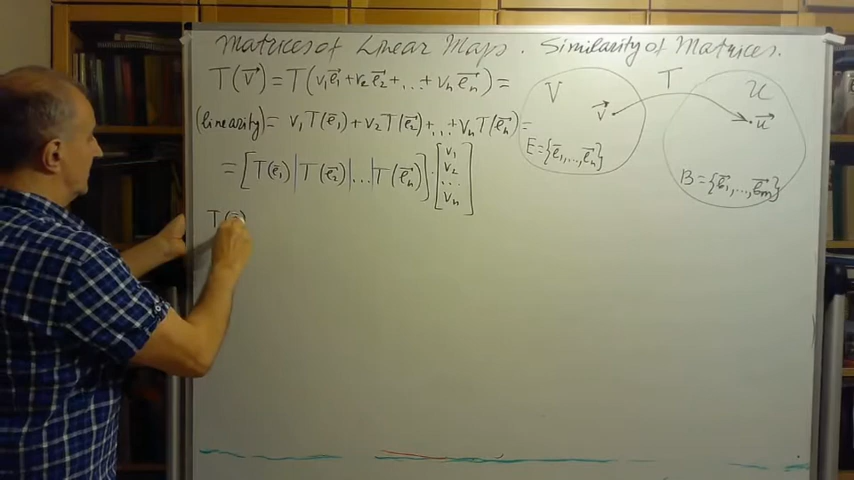 Matrices of Linear Maps. Similarity of Matrices.
T(v⃗) = T(v₁e⃗₁+v₂e⃗₂+...+vₙe⃗ₙ) =
(linearity) = v₁T(e⃗₁)+v₂T(e⃗₂)+...+vₙT(e⃗ₙ) =
= [T(e⃗₁)|T(e⃗₂)|...|T(e⃗ₙ)]·[v₁ v₂ ... vₙ]
T(e⃗)
V T U
v⃗ u⃗
E={e⃗₁,...,e⃗ₙ}
B={b⃗₁,...,b⃗ₘ}